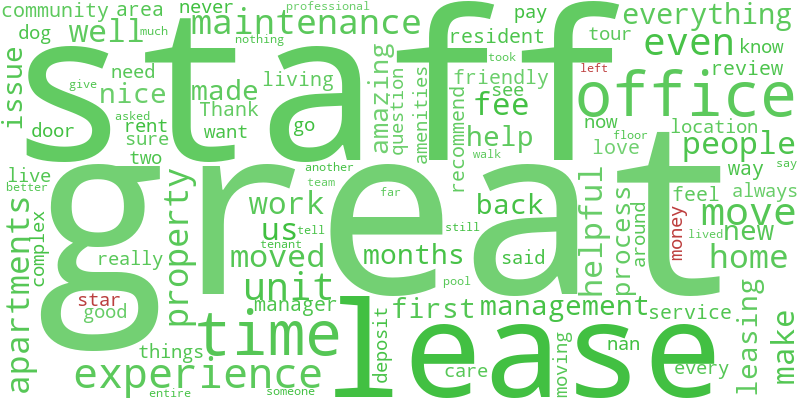 community area
never
professional
maintenance
everything
dog
well
much
nothing
pay
resident
tour
even
know
issue
staff
need
nice
made
living
amazing
question
amenities
friendly
took
see
fee
recommend
left
office
review
Thank
door
rent
sure
asked
want
go
help
now
floor
location
people
two
love
live
better
another
team
walk
way
say
great
apartments
complex
property
work
us
tell
tenant
far
back
still
said
helpful
process
around
feel
always
money
lived
move
new
really
moved
months
pool
home
star
good
unit
manager
first
management
service
leasing
make
time
lease
things
deposit
moving
nan
experience
care
every
entire
someone
give